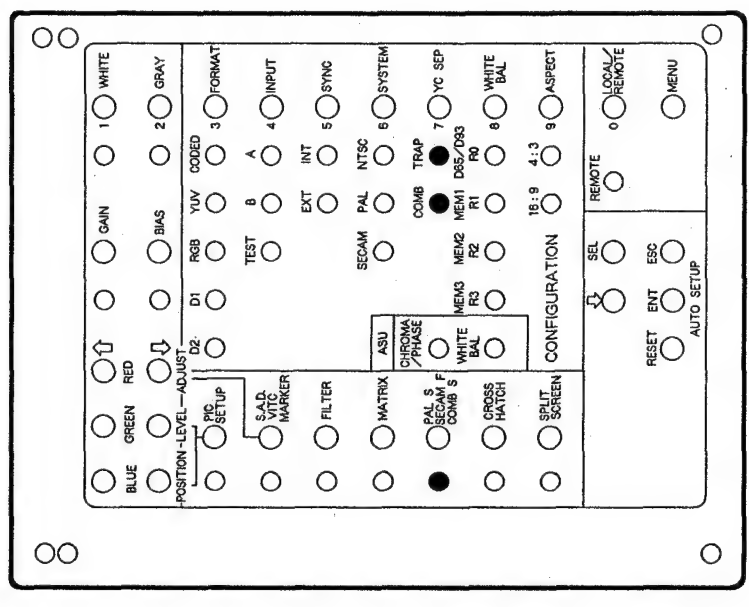 GAIN
1 WHITE
BLUE
GREEN
RED
BIAS
2 GRAY
-POSITION-LEVEL-ADJUST
PIC
SETUP
D2-
D1
RGB
YUV
CODED
3 FORMAT
S.A.D.
VITC
MARKER
TEST
B
A
4 INPUT
FILTER
EXT
INT
5 SYNC
MATRIX
ASU
SECAM
PAL
NTSC
6 SYSTEM
PAL S
SECAM F
COMB S
CHROMA
/PHASE
COMB
TRAP
7 YC SEP
CROSS
HATCH
WHITE
BAL
MEM3
R3
MEM2
R2
MEM1
R1
D65/D93
R0
8 WHITE
BAL
SPLIT
SCREEN
CONFIGURATION
16:9
4:3
9 ASPECT
SEL
REMOTE
0 LOCAL/
REMOTE
RESET
ENT
ESC
MENU
AUTO SETUP